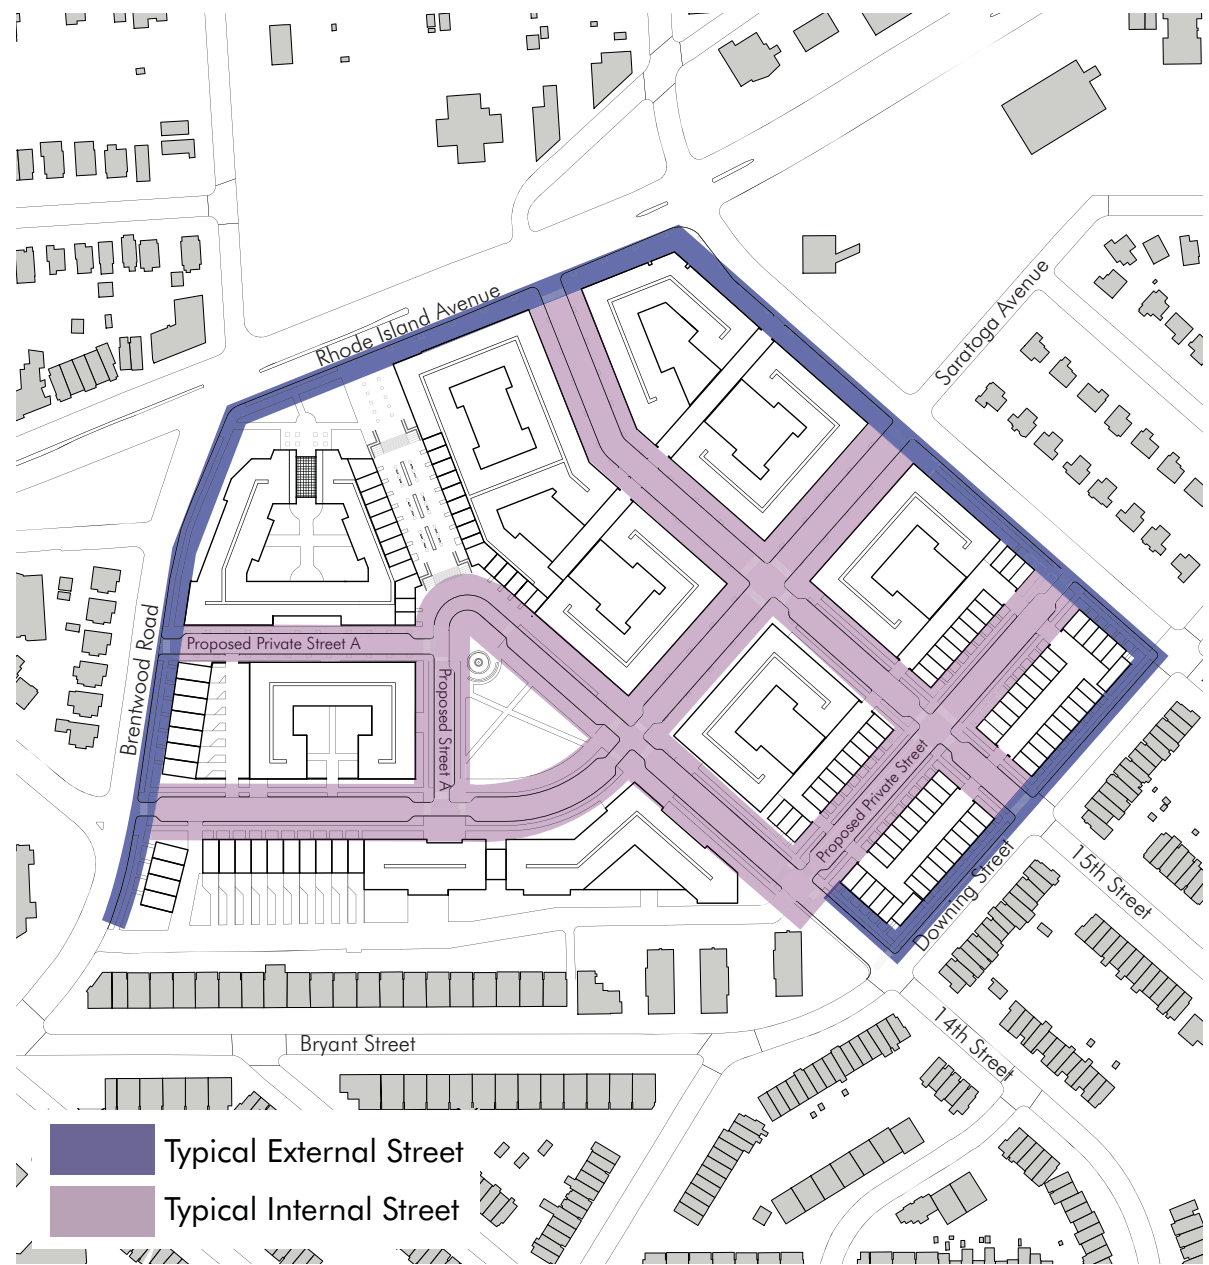 Rhode Island Avenue
Saratoga Avenue
Brentwood Road
Proposed Private Street A
Proposed Street A
Proposed Private Street
Downing Street
15th Street
14th Street
Bryant Street
Typical External Street
Typical Internal Street